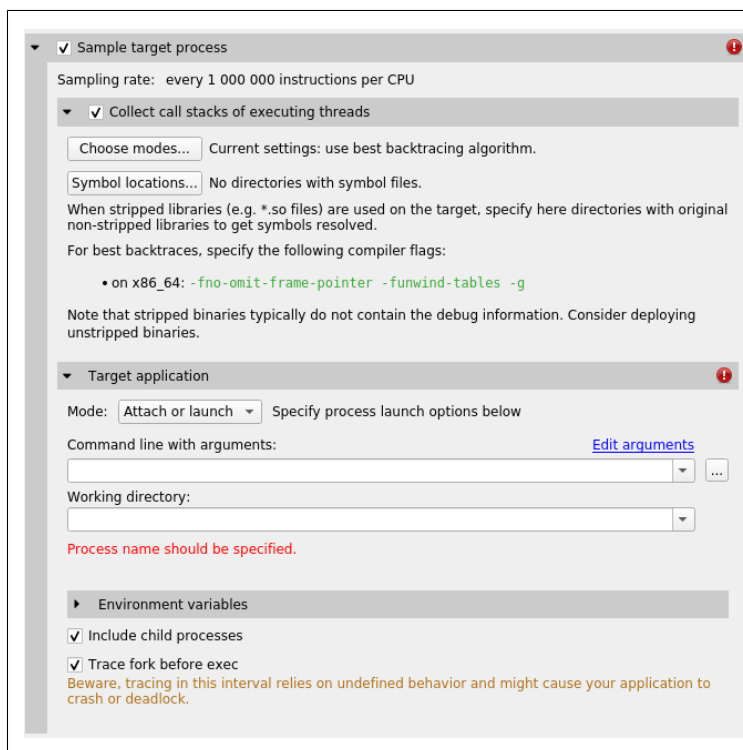 Sample target process
Sampling rate: every 1 000 000 instructions per CPU
Collect call stacks of executing threads
Choose modes... Current settings: use best backtracing algorithm.
Symbol locations... No directories with symbol files.
When stripped libraries (e.g. *.so files) are used on the target, specify here directories with original
non-stripped libraries to get symbols resolved.
For best backtraces, specify the following compiler flags:
• on x86_64: -fno-omit-frame-pointer -funwind-tables -g
Note that stripped binaries typically do not contain the debug information. Consider deploying
unstripped binaries.
Target application
Mode: Attach or launch Specify process launch options below
Command line with arguments: Edit arguments
...
Working directory:
Process name should be specified.
Environment variables
Include child processes
Trace fork before exec
Beware, tracing in this interval relies on undefined behavior and might cause your application to
crash or deadlock.